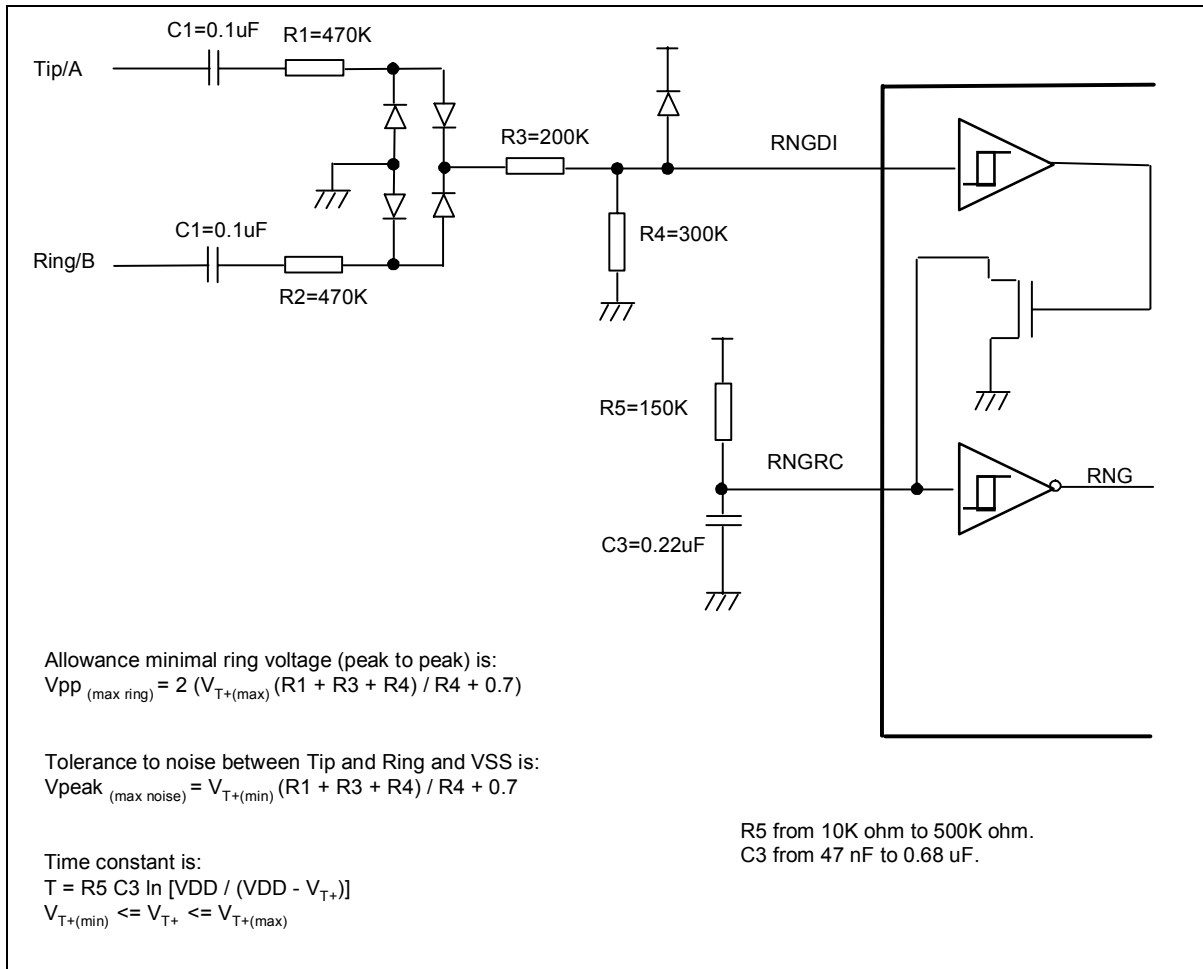 C1=0.1uF
R1=470K
Tip/A
R3=200K
RNGDI
C1=0.1uF
R4=300K
Ring/B
R2=470K
R5=150K
RNGRC
RNG
C3=0.22uF
Allowance minimal ring voltage (peak to peak) is:
Vpp (max ring) = 2 (VT+(max) (R1 + R3 + R4) / R4 + 0.7)
Tolerance to noise between Tip and Ring and VSS is:
Vpeak (max noise) = VT+(min) (R1 + R3 + R4) / R4 + 0.7
R5 from 10K ohm to 500K ohm.
C3 from 47 nF to 0.68 uF.
Time constant is:
T = R5 C3 ln [VDD / (VDD - VT+)]
VT+(min) <= VT+ <= VT+(max)